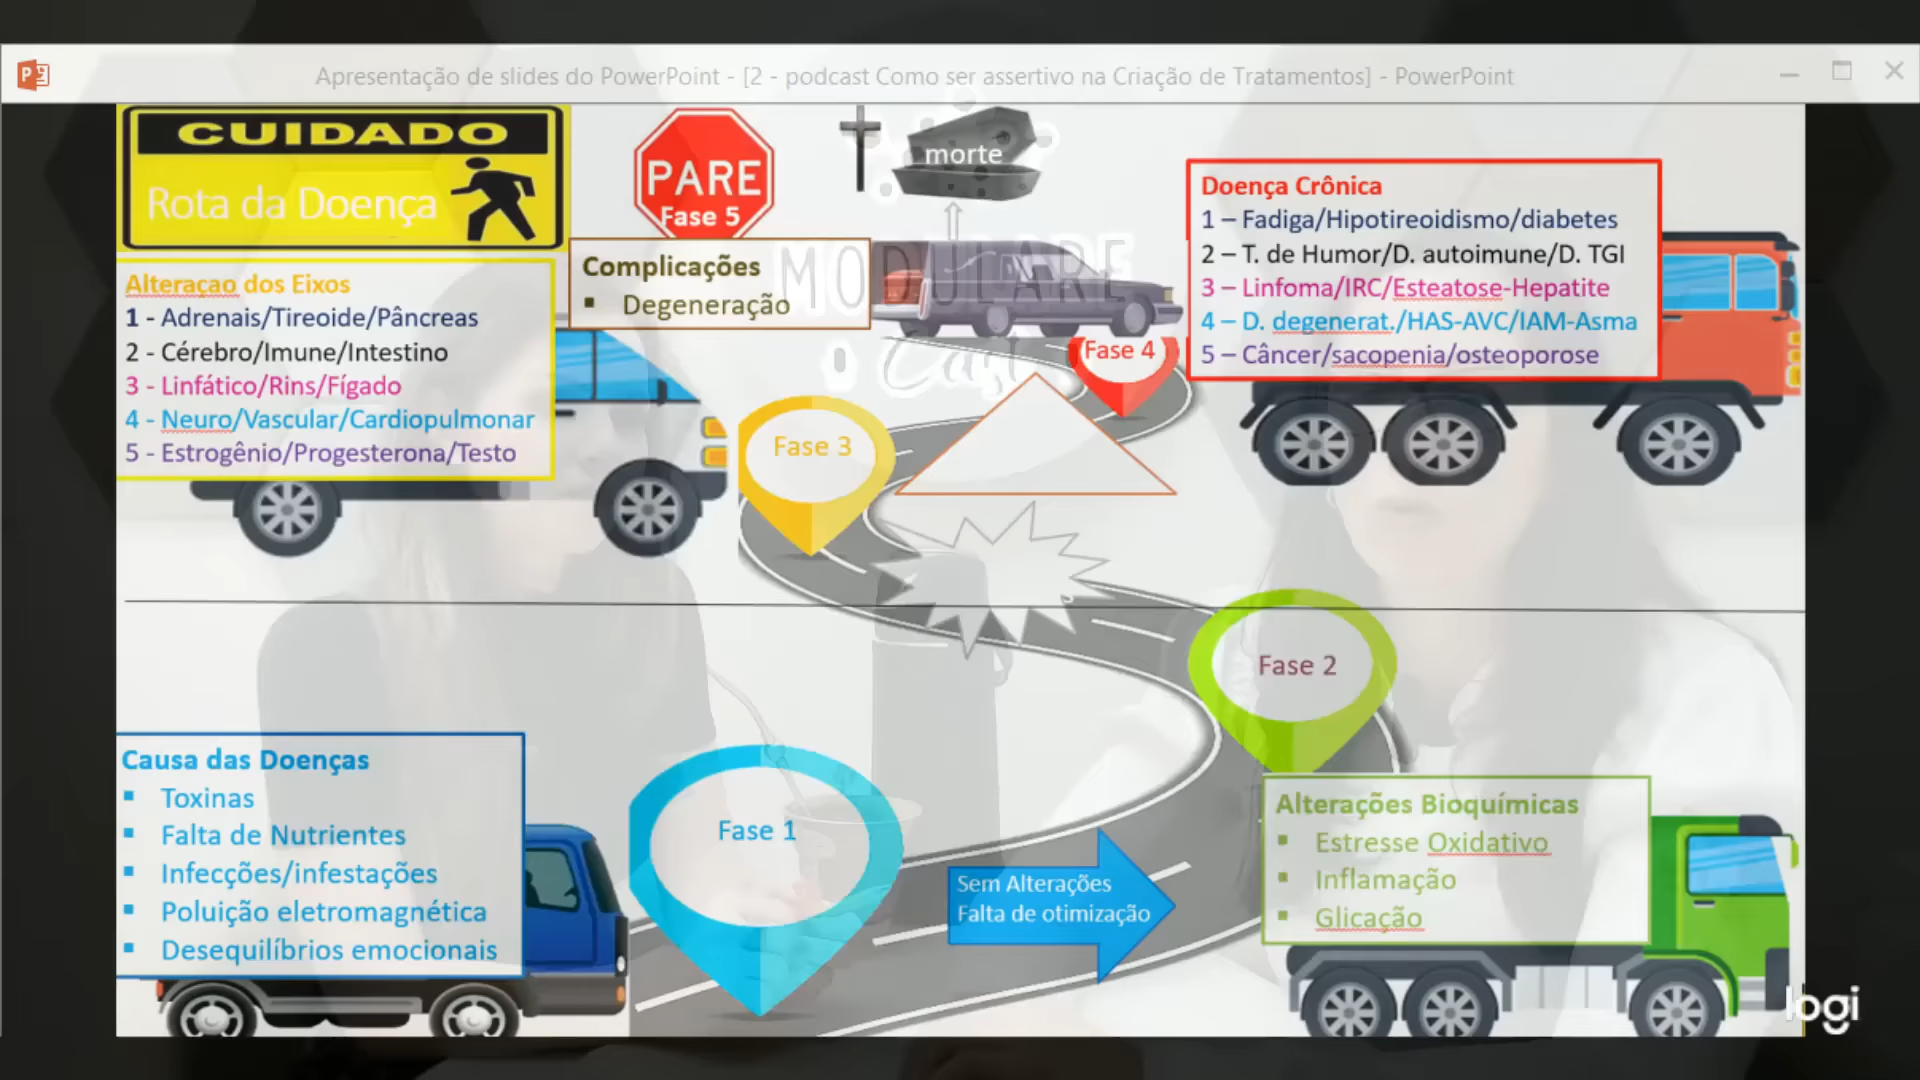 Apresentação de slides do PowerPoint - [2 - podcast Como ser assertivo na Criação de Tratamentos] - PowerPoint
CUIDADO
Rota da Doença
PARE
Fase 5
morte
Complicações
Degeneração
MODULARE
o Cast
Alteraçao dos Eixos
1 - Adrenais/Tireoide/Pâncreas
2 - Cérebro/Imune/Intestino
3 - Linfático/Rins/Fígado
4 - Neuro/Vascular/Cardiopulmonar
5 - Estrogênio/Progesterona/Testo
Doença Crônica
1 – Fadiga/Hipotireoidismo/diabetes
2 – T. de Humor/D. autoimune/D. TGI
3 – Linfoma/IRC/Esteatose-Hepatite
4 – D. degenerat./HAS-AVC/IAM-Asma
5 – Câncer/sacopenia/osteoporose
Fase 4
Fase 3
Fase 2
Causa das Doenças
Toxinas
Falta de Nutrientes
Infecções/infestações
Poluição eletromagnética
Desequilíbrios emocionais
Fase 1
Sem Alterações
Falta de otimização
Alterações Bioquímicas
Estresse Oxidativo
Inflamação
Glicação
logi